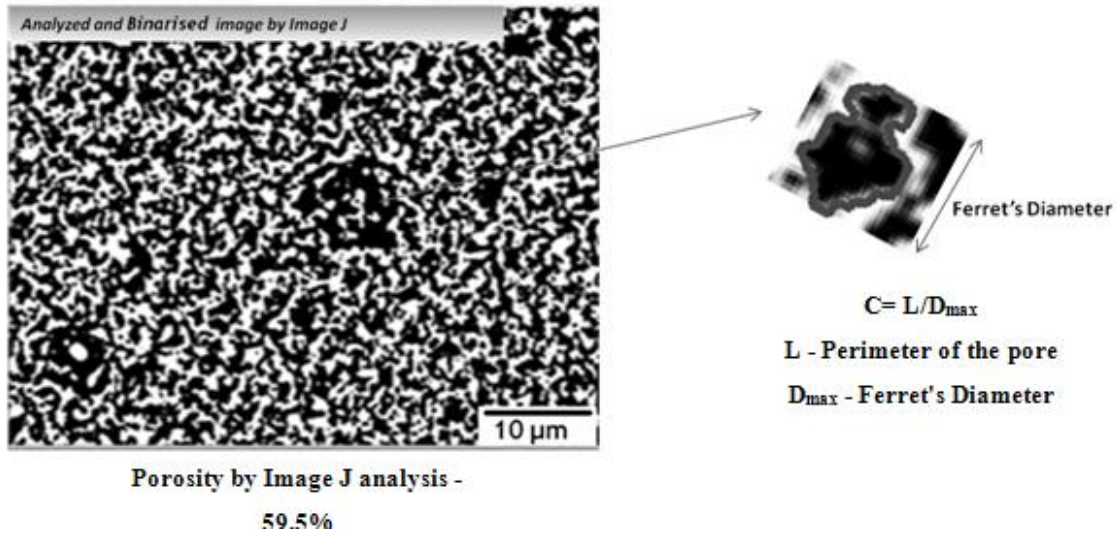 Analyzed and Binarised image by Image J
Ferret's Diameter
C= L/Dmax
L - Perimeter of the pore
Dmax - Ferret's Diameter
10 µm
Porosity by Image J analysis -
59.5%